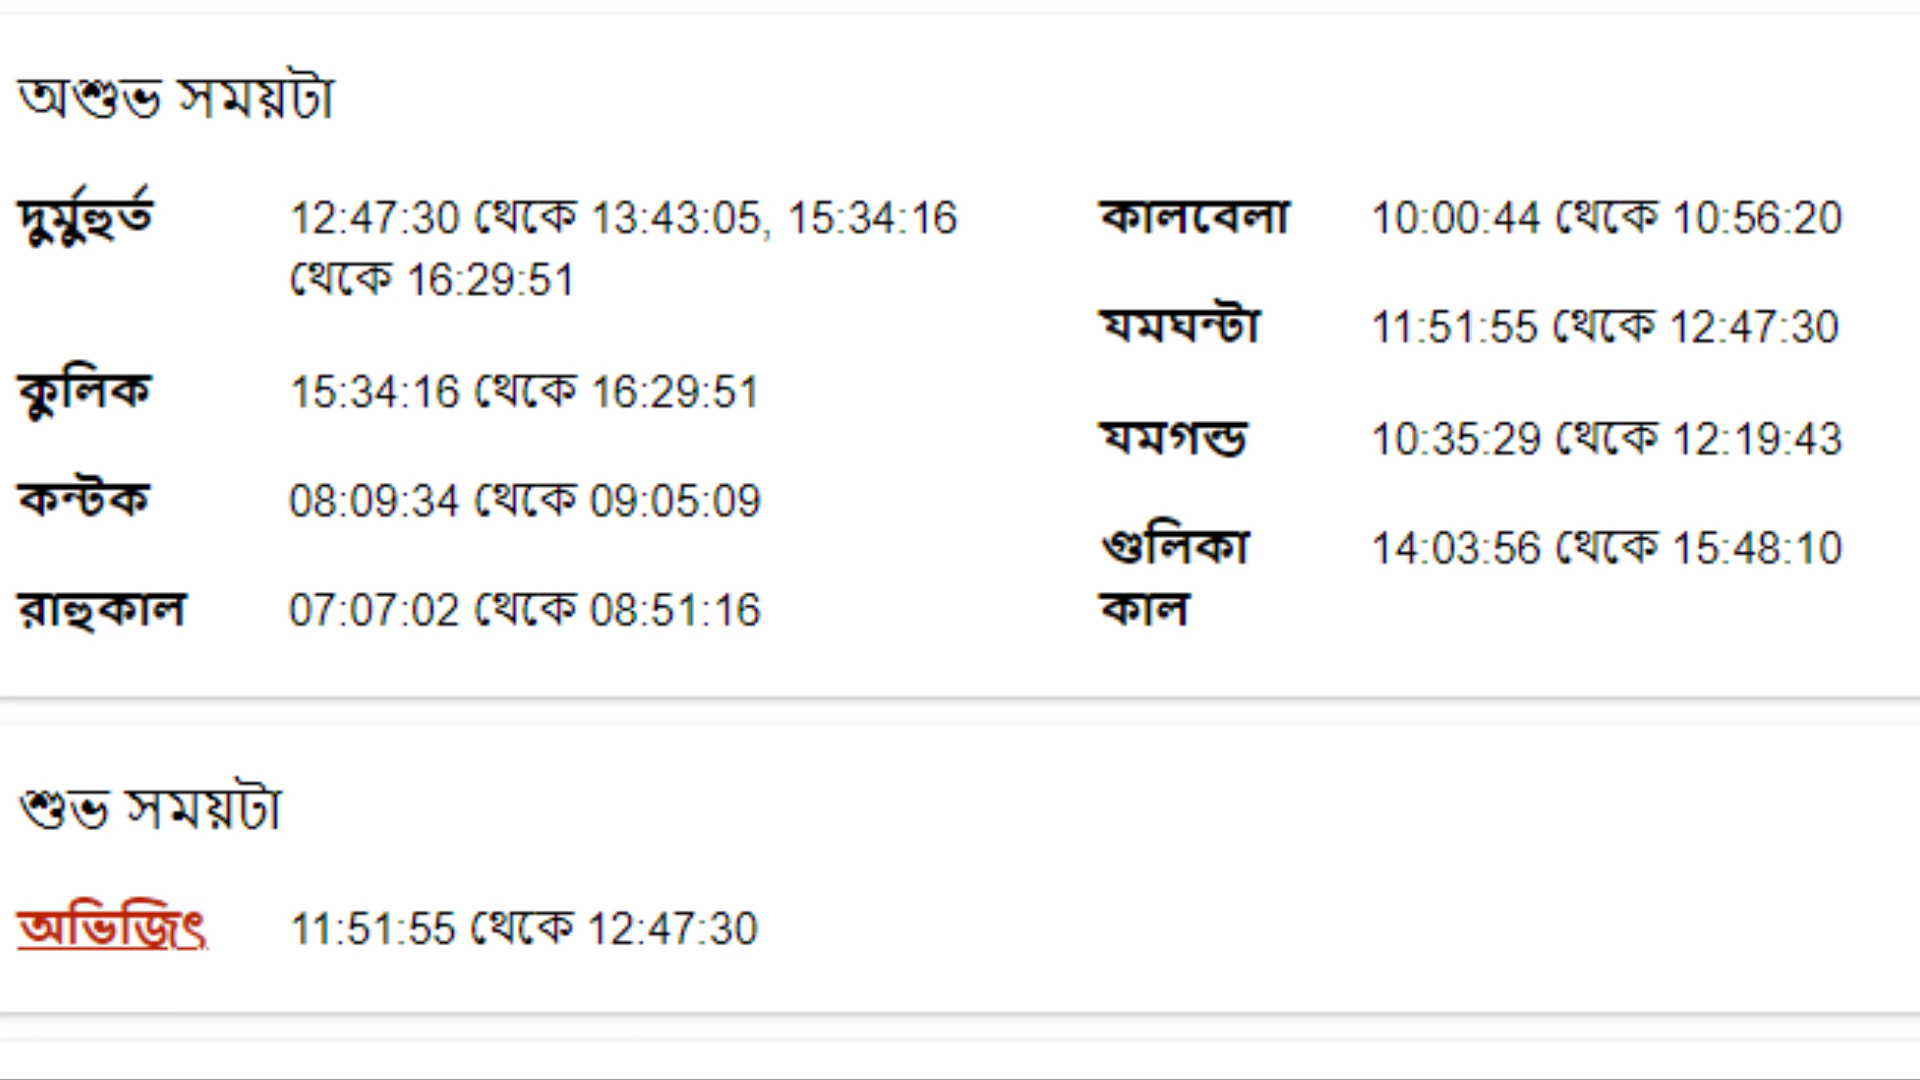 অশুভ সময়টা
দুর্মুহুর্ত 12:47:30 থেকে 13:43:05, 15:34:16
থেকে 16:29:51
কুলিক 15:34:16 থেকে 16:29:51
কন্টক 08:09:34 থেকে 09:05:09
রাহুকাল 07:07:02 থেকে 08:51:16
কালবেলা 10:00:44 থেকে 10:56:20
যমঘন্টা 11:51:55 থেকে 12:47:30
যমগন্ড 10:35:29 থেকে 12:19:43
গুলিকা 14:03:56 থেকে 15:48:10
কাল
শুভ সময়টা
অভিজিৎ 11:51:55 থেকে 12:47:30